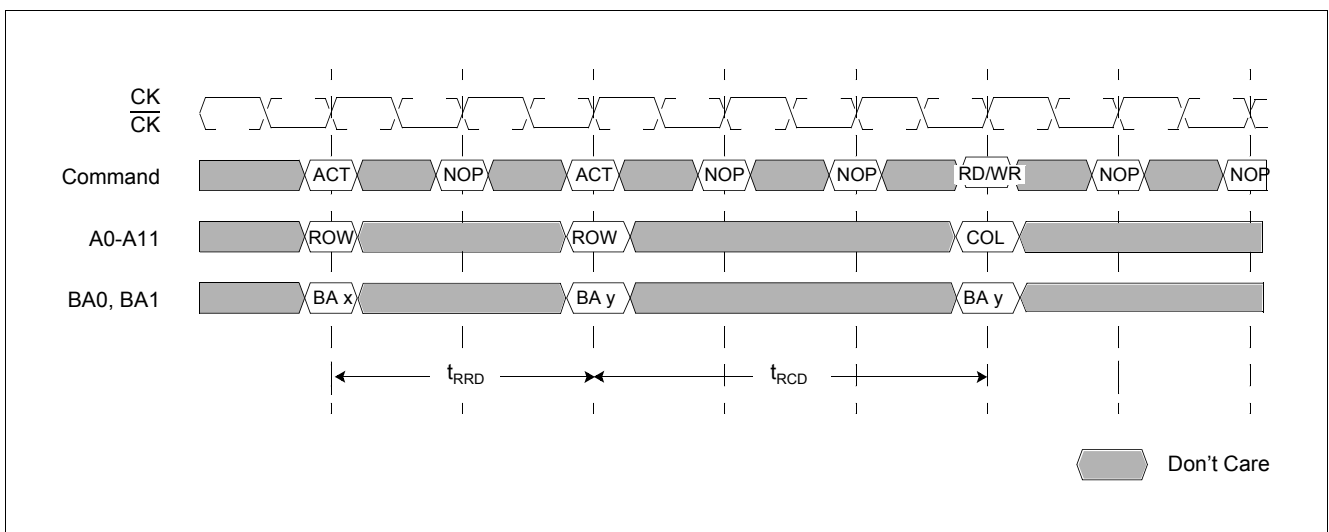 CK
CK
Command ACT NOP ACT NOP NOP RD/WR NOP NOP
A0-A11 ROW ROW COL
BA0, BA1 BA x BA y BA y
tRRD tRCD
Don't Care